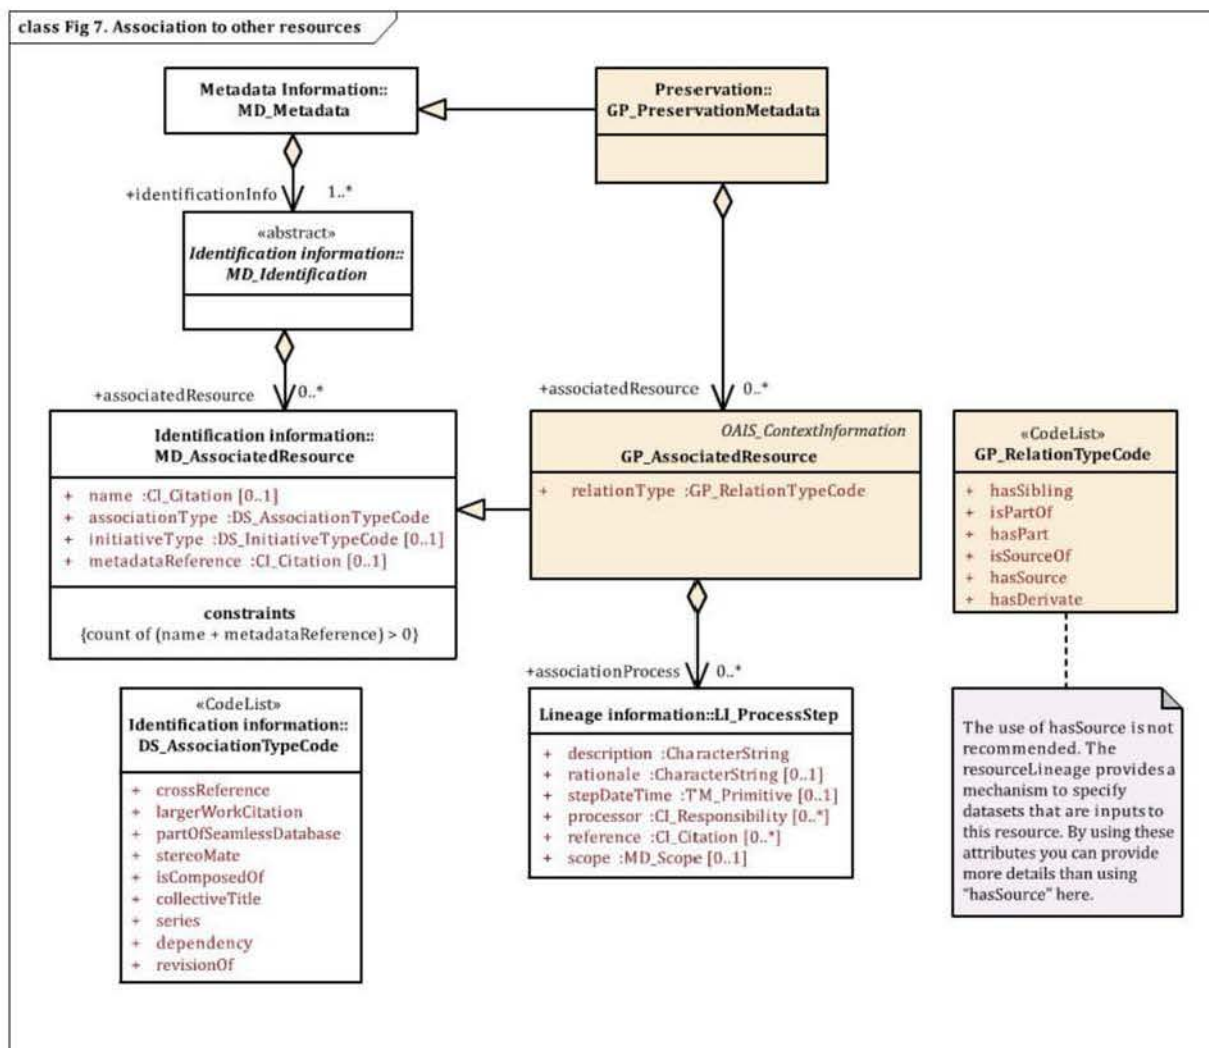 class Fig 7. Association to other resources
Metadata Information::
MD_Metadata
Preservation::
GP_PreservationMetadata
+identificationInfo
1..*
«abstract»
Identification information::
MD_Identification
+associatedResource
0..*
+associatedResource
0..*
Identification information::
MD_AssociatedResource
+ name :CI_Citation [0..1]
+ associationType :DS_AssociationTypeCode
+ initiativeType :DS_InitiativeTypeCode [0..1]
+ metadataReference :CI_Citation [0..1]
constraints
{count of (name + metadataReference) > 0}
OAIS_ContextInformation
GP_AssociatedResource
+ relationType :GP_RelationTypeCode
«CodeList»
GP_RelationTypeCode
+ hasSibling
+ isPartOf
+ hasPart
+ isSourceOf
+ hasSource
+ hasDerivate
+associationProcess
0..*
«CodeList»
Identification information::
DS_AssociationTypeCode
+ crossReference
+ largerWorkCitation
+ partOfSeamlessDatabase
+ stereoMate
+ isComposedOf
+ collectiveTitle
+ series
+ dependency
+ revisionOf
Lineage information::LI_ProcessStep
+ description :CharacterString
+ rationale :CharacterString [0..1]
+ stepDateTime :TM_Primitive [0..1]
+ processor :CI_Responsibility [0..*]
+ reference :CI_Citation [0..*]
+ scope :MD_Scope [0..1]
The use of hasSource is not
recommended. The
resourceLineage provides a
mechanism to specify
datasets that are inputs to
this resource. By using these
attributes you can provide
more details than using
"hasSource" here.